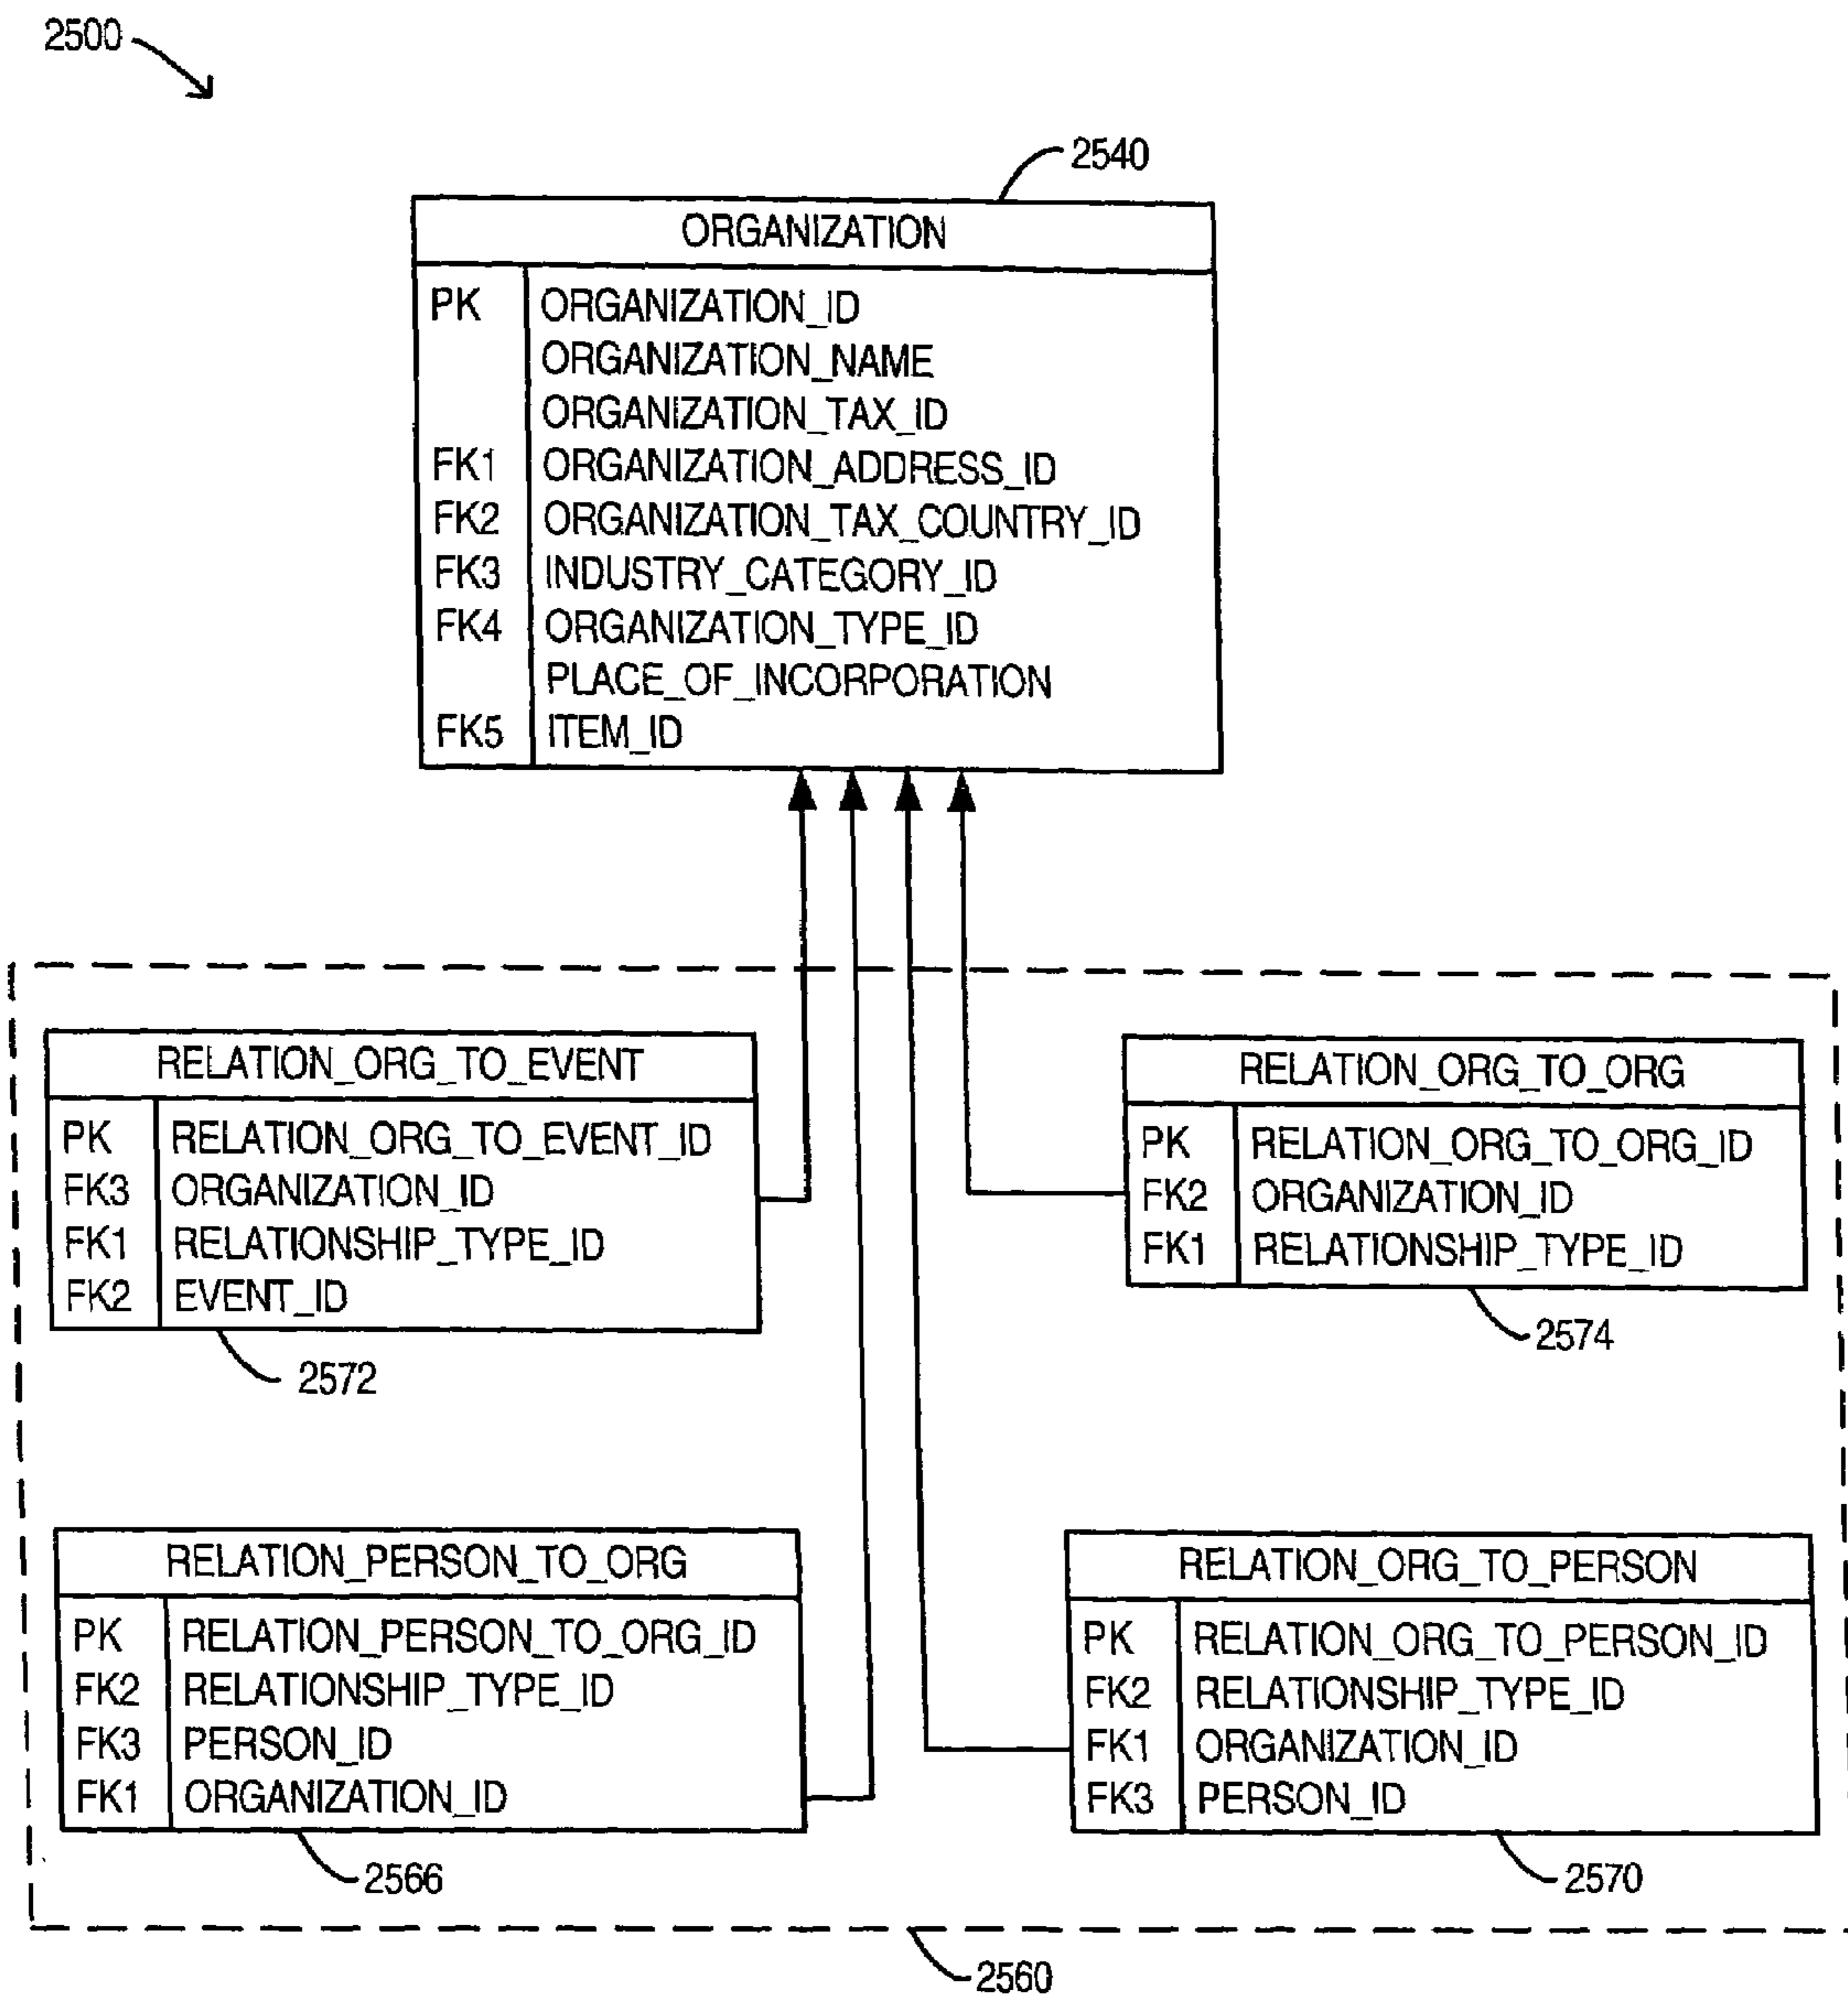 2500
2540
ORGANIZATION
PK ORGANIZATION_ID
ORGANIZATION_NAME
ORGANIZATION_TAX_ID
FK1 ORGANIZATION_ADDRESS_ID
FK2 ORGANIZATION_TAX_COUNTRY_ID
FK3 INDUSTRY_CATEGORY_ID
FK4 ORGANIZATION_TYPE_ID
PLACE_OF_INCORPORATION
FK5 ITEM_ID
RELATION_ORG_TO_EVENT
PK RELATION_ORG_TO_EVENT_ID
FK3 ORGANIZATION_ID
FK1 RELATIONSHIP_TYPE_ID
FK2 EVENT_ID
2572
RELATION_ORG_TO_ORG
PK RELATION_ORG_TO_ORG_ID
FK2 ORGANIZATION_ID
FK1 RELATIONSHIP_TYPE_ID
2574
RELATION_PERSON_TO_ORG
PK RELATION_PERSON_TO_ORG_ID
FK2 RELATIONSHIP_TYPE_ID
FK3 PERSON_ID
FK1 ORGANIZATION_ID
2566
RELATION_ORG_TO_PERSON
PK RELATION_ORG_TO_PERSON_ID
FK2 RELATIONSHIP_TYPE_ID
FK1 ORGANIZATION_ID
FK3 PERSON_ID
2570
2560